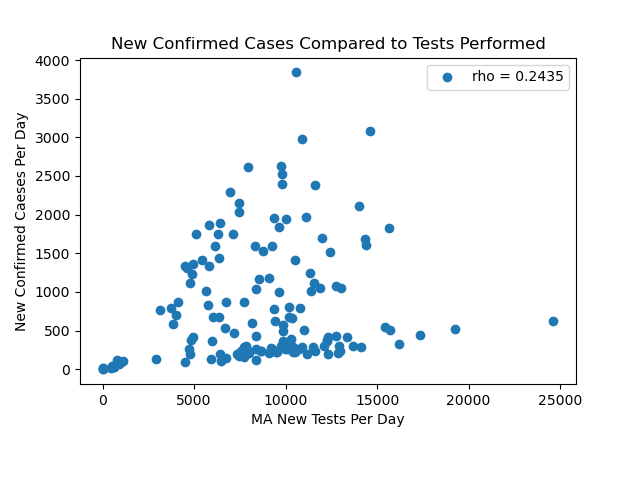 New Confirmed Cases Compared to Tests Performed
rho = 0.2435
New Confirmed Caeses Per Day
4000
3500
3000
2500
2000
1500
1000
500
0
0 5000 10000 15000 20000 25000
MA New Tests Per Day